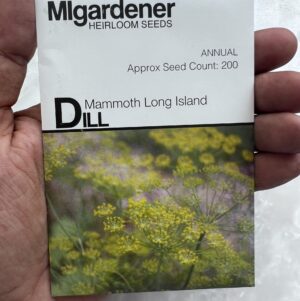 MIgardener
HEIRLOOM SEEDS
ANNUAL
Approx Seed Count: 200
Mammoth Long Island
DILL